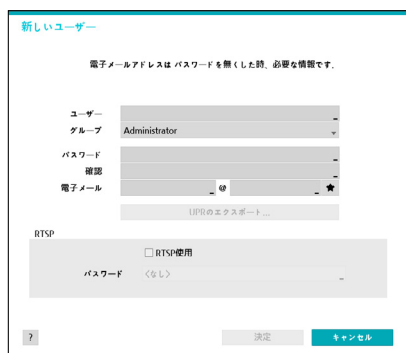 新しいユーザー
電子メールアドレスは パスワードを無くした時、必要な情報です.
ユーザー
グループ Administrator
パスワード
確認
電子メール @
UPRのエクスポート...
RTSP
RTSP使用
パスワード <なし>
? 決定 キャンセル